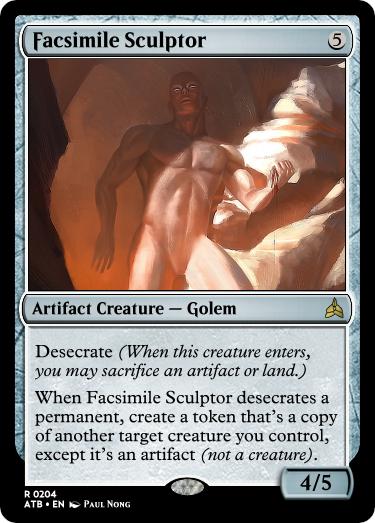 Facsimile Sculptor 5
Artifact Creature — Golem
Desecrate (When this creature enters,
you may sacrifice an artifact or land.)
When Facsimile Sculptor desecrates a
permanent, create a token that's a copy
of another target creature you control,
except it's an artifact (not a creature).
4/5
R 0204
ATB • EN Paul Nong